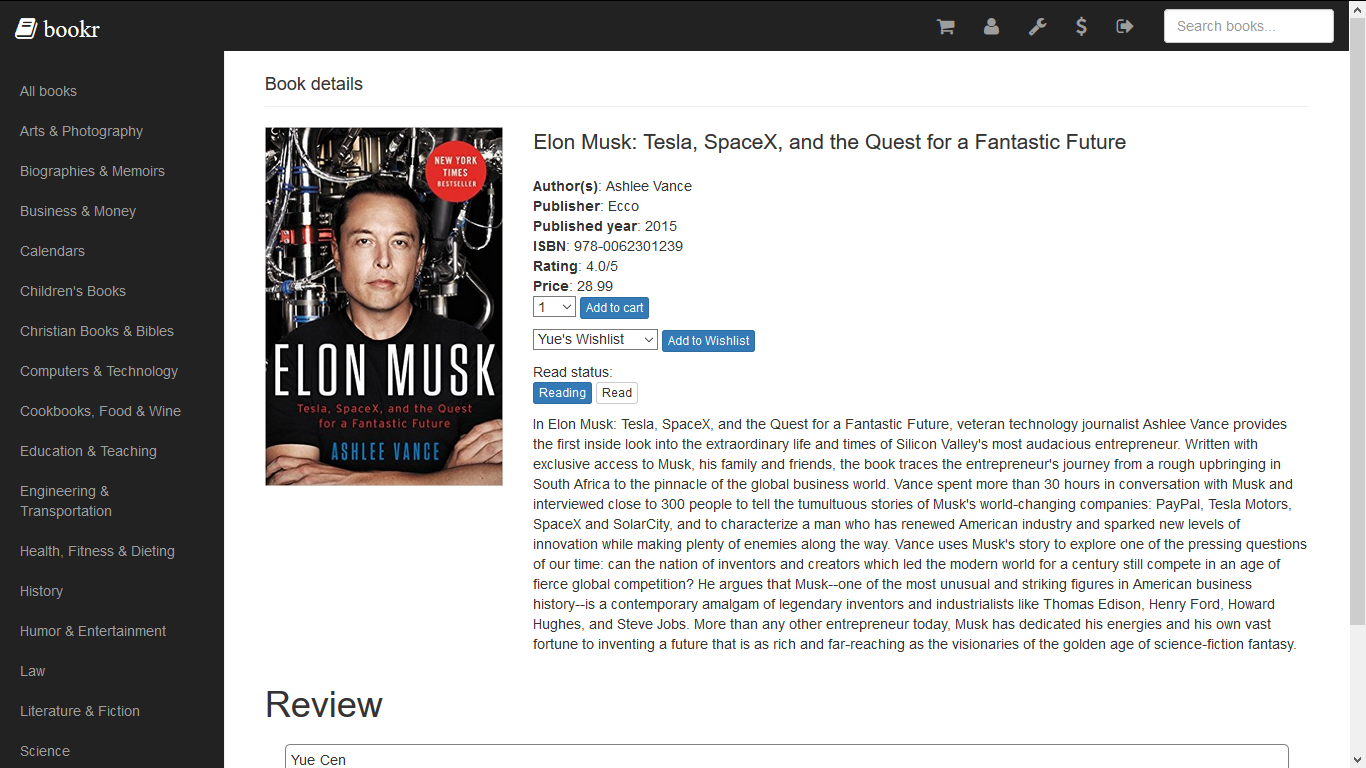 bookr
Search books...
All books
Arts & Photography
Biographies & Memoirs
Business & Money
Calendars
Children's Books
Christian Books & Bibles
Computers & Technology
Cookbooks, Food & Wine
Education & Teaching
Engineering &
Transportation
Health, Fitness & Dieting
History
Humor & Entertainment
Law
Literature & Fiction
Science
Book details
NEW YORK
TIMES
BESTSELLER
ELON MUSK
Tesla, SpaceX, and the Quest
for a Fantastic Future
ASHLEE VANCE
Elon Musk: Tesla, SpaceX, and the Quest for a Fantastic Future
Author(s): Ashlee Vance
Publisher: Ecco
Published year: 2015
ISBN: 978-0062301239
Rating: 4.0/5
Price: 28.99
1 Add to cart
Yue's Wishlist Add to Wishlist
Read status:
Reading Read
In Elon Musk: Tesla, SpaceX, and the Quest for a Fantastic Future, veteran technology journalist Ashlee Vance provides
the first inside look into the extraordinary life and times of Silicon Valley's most audacious entrepreneur. Written with
exclusive access to Musk, his family and friends, the book traces the entrepreneur's journey from a rough upbringing in
South Africa to the pinnacle of the global business world. Vance spent more than 30 hours in conversation with Musk and
interviewed close to 300 people to tell the tumultuous stories of Musk's world-changing companies: PayPal, Tesla Motors,
SpaceX and SolarCity, and to characterize a man who has renewed American industry and sparked new levels of
innovation while making plenty of enemies along the way. Vance uses Musk's story to explore one of the pressing questions
of our time: can the nation of inventors and creators which led the modern world for a century still compete in an age of
fierce global competition? He argues that Musk--one of the most unusual and striking figures in American business
history--is a contemporary amalgam of legendary inventors and industrialists like Thomas Edison, Henry Ford, Howard
Hughes, and Steve Jobs. More than any other entrepreneur today, Musk has dedicated his energies and his own vast
fortune to inventing a future that is as rich and far-reaching as the visionaries of the golden age of science-fiction fantasy.
Review
Yue Cen